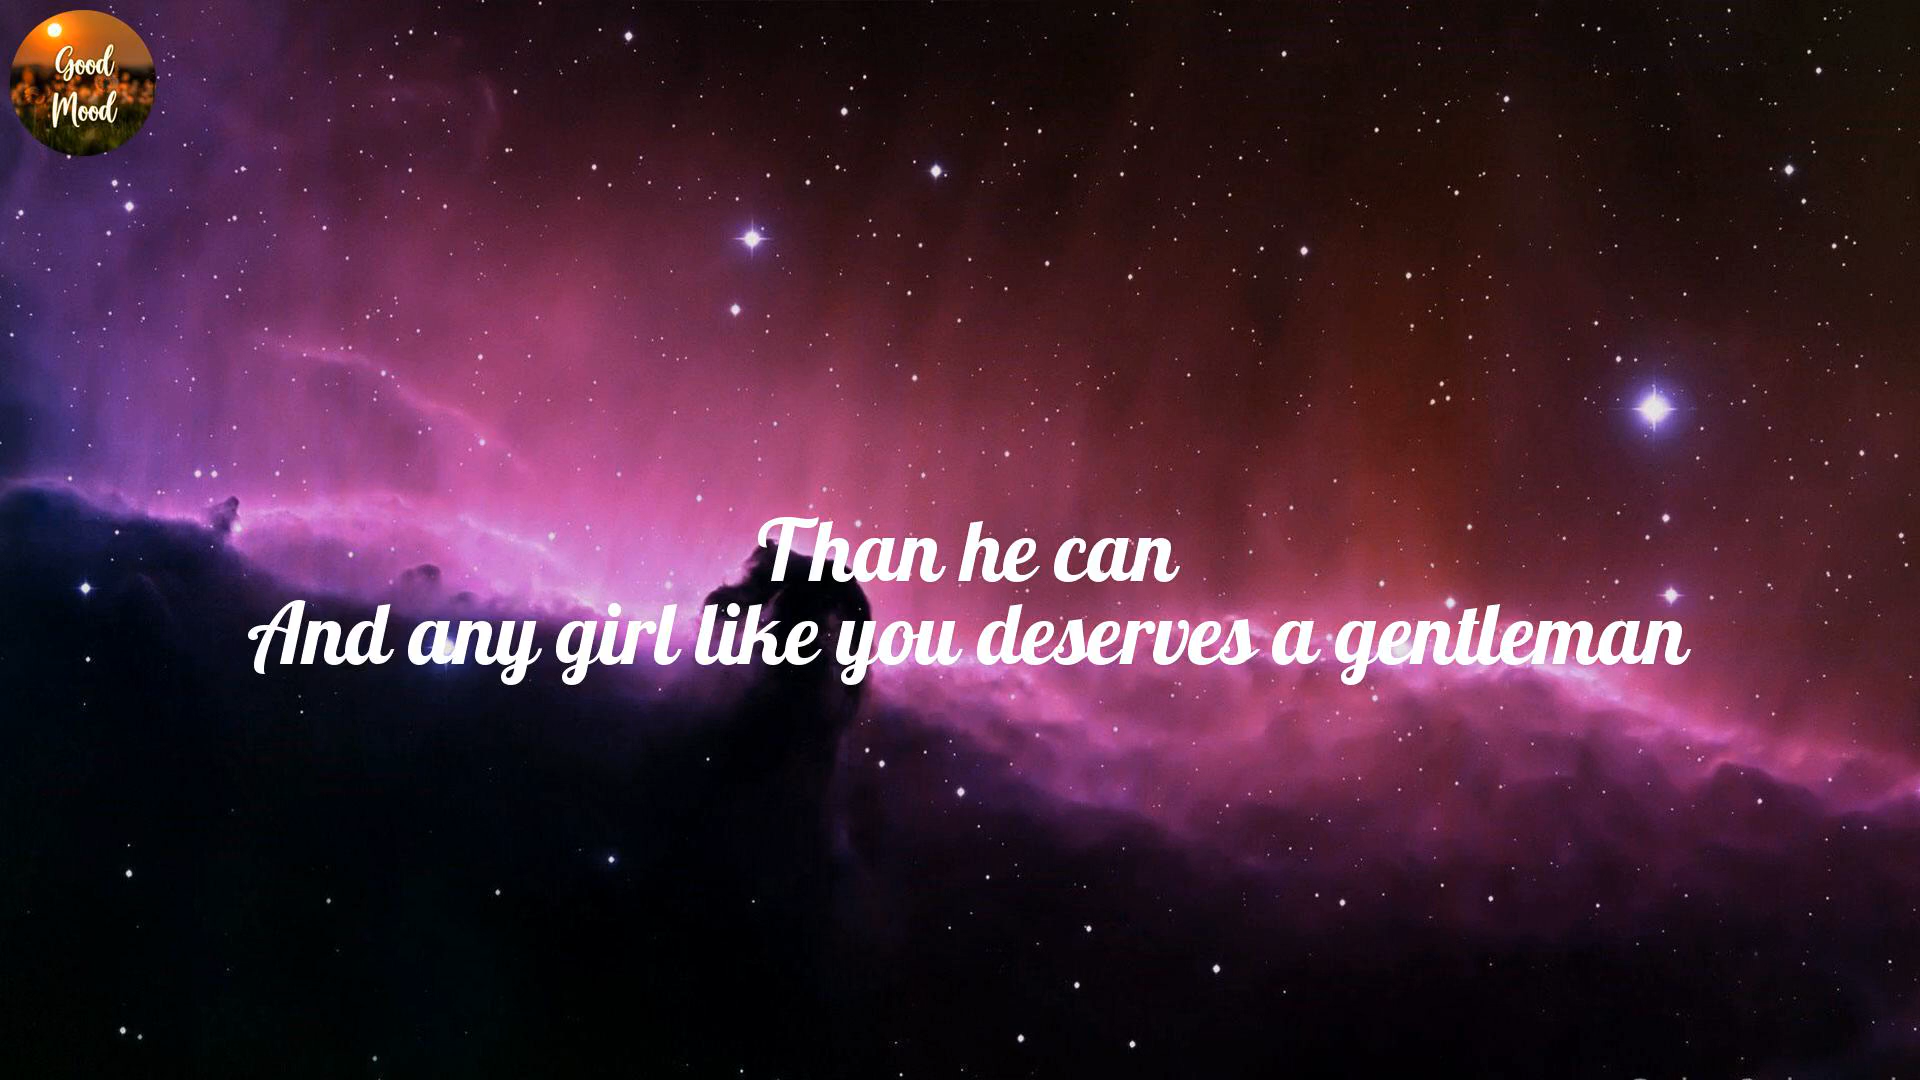 Good
Mood
Than he can
And any girl like you deserves a gentleman